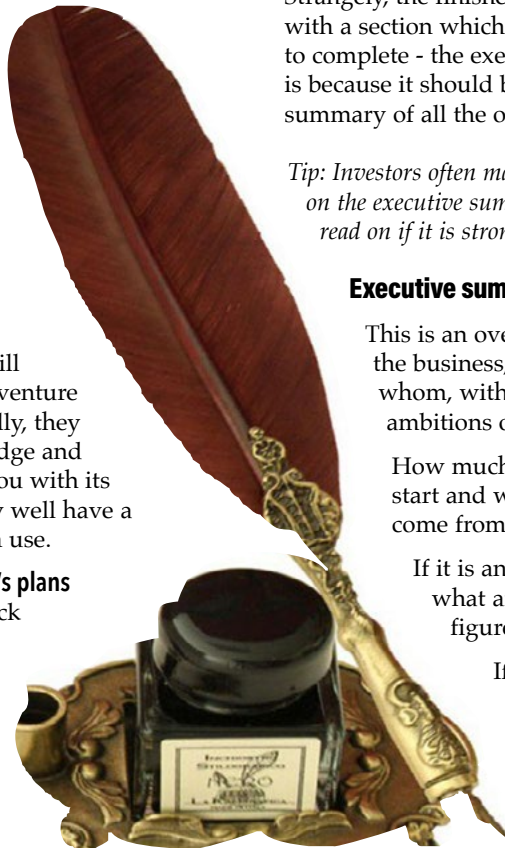 Strangely, the finishe
with a section which
to complete - the exe
is because it should b
summary of all the o
Tip: Investors often ma
on the executive sum
read on if it is stron
Executive sum
This is an ove
the business,
whom, with
ambitions o
How much
start and w
come from
If it is an
what a
figure
If
ill
venture
lly, they
dge and
ou with its
y well have a
n use.
's plans
ck
NERO